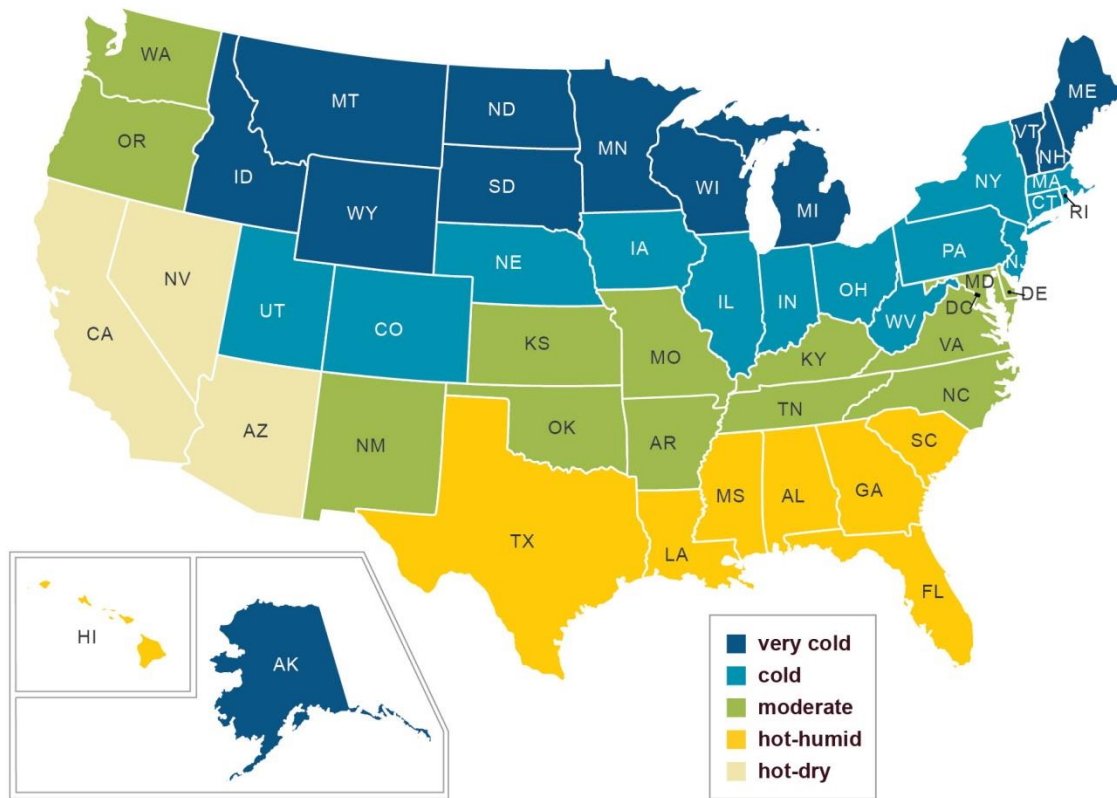 WA
MT
ND
MN
ME
VT
NH
OR
ID
SD
WI
NY
MA
WY
MI
CT
RI
IA
PA
NE
NJ
NV
OH
MD
DE
UT
IL
IN
DC
CO
WV
CA
KS
MO
KY
VA
NC
TN
AZ
OK
SC
NM
AR
MS
AL
GA
TX
LA
FL
HI
AK
very cold
cold
moderate
hot-humid
hot-dry